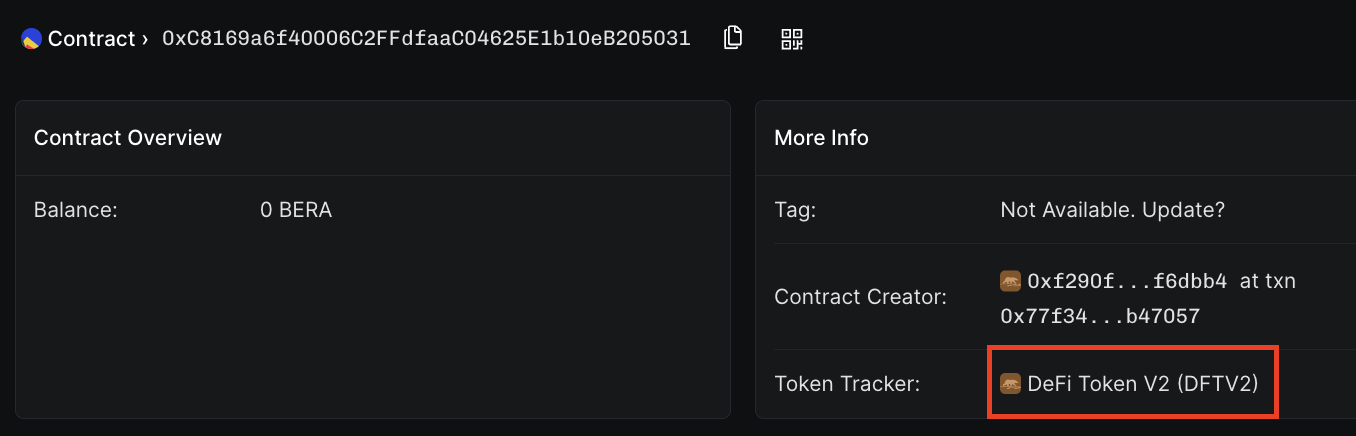 Contract › 0xC8169a6f40006C2FFdfaaC04625E1b10eB205031
Contract Overview
Balance: 0 BERA
More Info
Tag: Not Available. Update?
Contract Creator: 0xf290f...f6dbb4 at txn
0x77f34...b47057
Token Tracker: DeFi Token V2 (DFTV2)